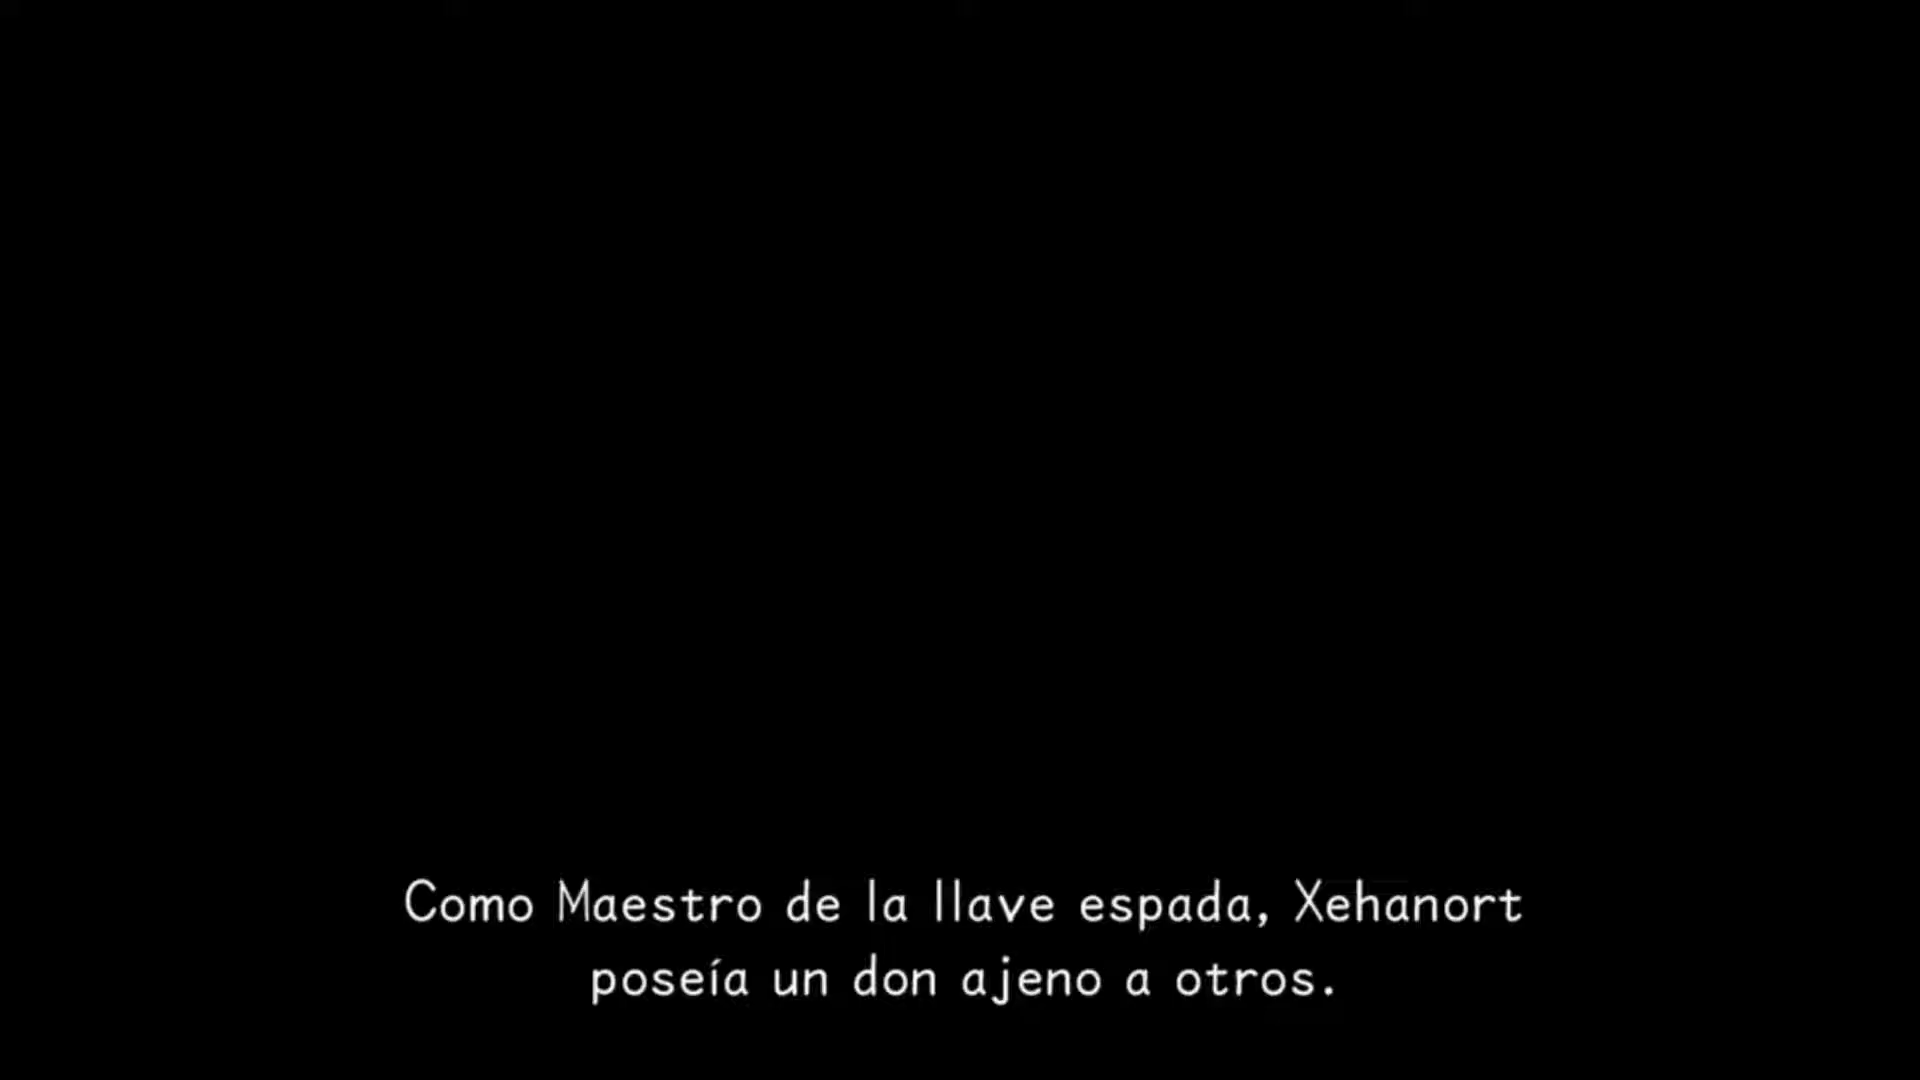 Como Maestro de la llave espada, Xehanort
poseía un don ajeno a otros.